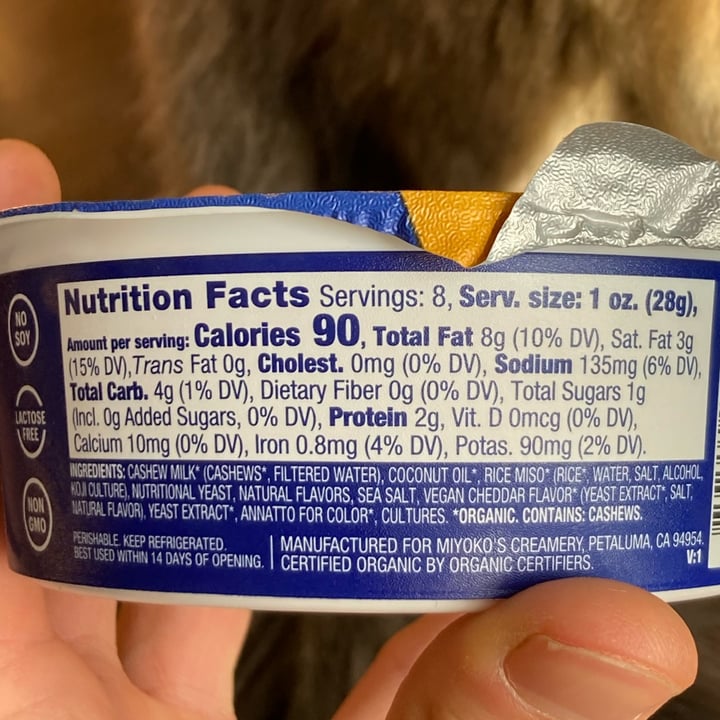 Nutrition Facts Servings: 8, Serv. size: 1 oz. (28g),
Amount per serving: Calories 90, Total Fat 8g (10% DV), Sat. Fat 3g
(15% DV), Trans Fat 0g, Cholest. 0mg (0% DV), Sodium 135mg (6% DV),
Total Carb. 4g (1% DV), Dietary Fiber 0g (0% DV), Total Sugars 1g
(Incl. 0g Added Sugars, 0% DV), Protein 2g, Vit. D 0mcg (0% DV),
Calcium 10mg (0% DV), Iron 0.8mg (4% DV), Potas. 90mg (2% DV).
INGREDIENTS: CASHEW MILK* (CASHEWS*, FILTERED WATER), COCONUT OIL*, RICE MISO* (RICE*, WATER, SALT, ALCOHOL,
KOJI CULTURE), NUTRITIONAL YEAST, NATURAL FLAVORS, SEA SALT, VEGAN CHEDDAR FLAVOR* (YEAST EXTRACT*, SALT,
NATURAL FLAVOR), YEAST EXTRACT*, ANNATTO FOR COLOR*, CULTURES. *ORGANIC. CONTAINS: CASHEWS.
PERISHABLE. KEEP REFRIGERATED.
BEST USED WITHIN 14 DAYS OF OPENING.
MANUFACTURED FOR MIYOKO'S CREAMERY, PETALUMA, CA 94954.
CERTIFIED ORGANIC BY ORGANIC CERTIFIERS.
V:1
NO
SOY
LACTOSE
FREE
NON
GMO